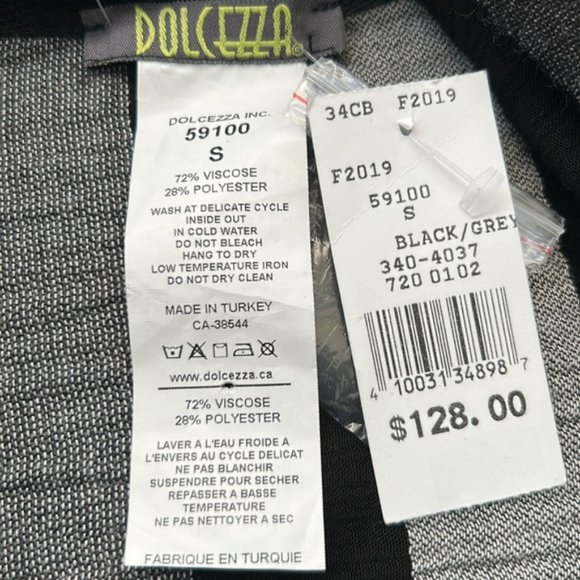 DOLCEZZA
DOLCEZZA INC.
59100
S
72% VISCOSE
28% POLYESTER
WASH AT DELICATE CYCLE
INSIDE OUT
IN COLD WATER
DO NOT BLEACH
HANG TO DRY
LOW TEMPERATURE IRON
DO NOT DRY CLEAN
MADE IN TURKEY
CA-38544
www.dolcezza.ca
72% VISCOSE
28% POLYESTER
LAVER A L'EAU FROIDE A
L'ENVERS AU CYCLE DELICAT
NE PAS BLANCHIR
SUSPENDRE POUR SECHER
REPASSER A BASSE
TEMPERATURE
NE PAS NETTOYER A SEC
FABRIQUE EN TURQUIE
34CB F2019
F2019
59100
S
BLACK/GREY
340-4037
720 0102
4 10031 34898 7
$128.00